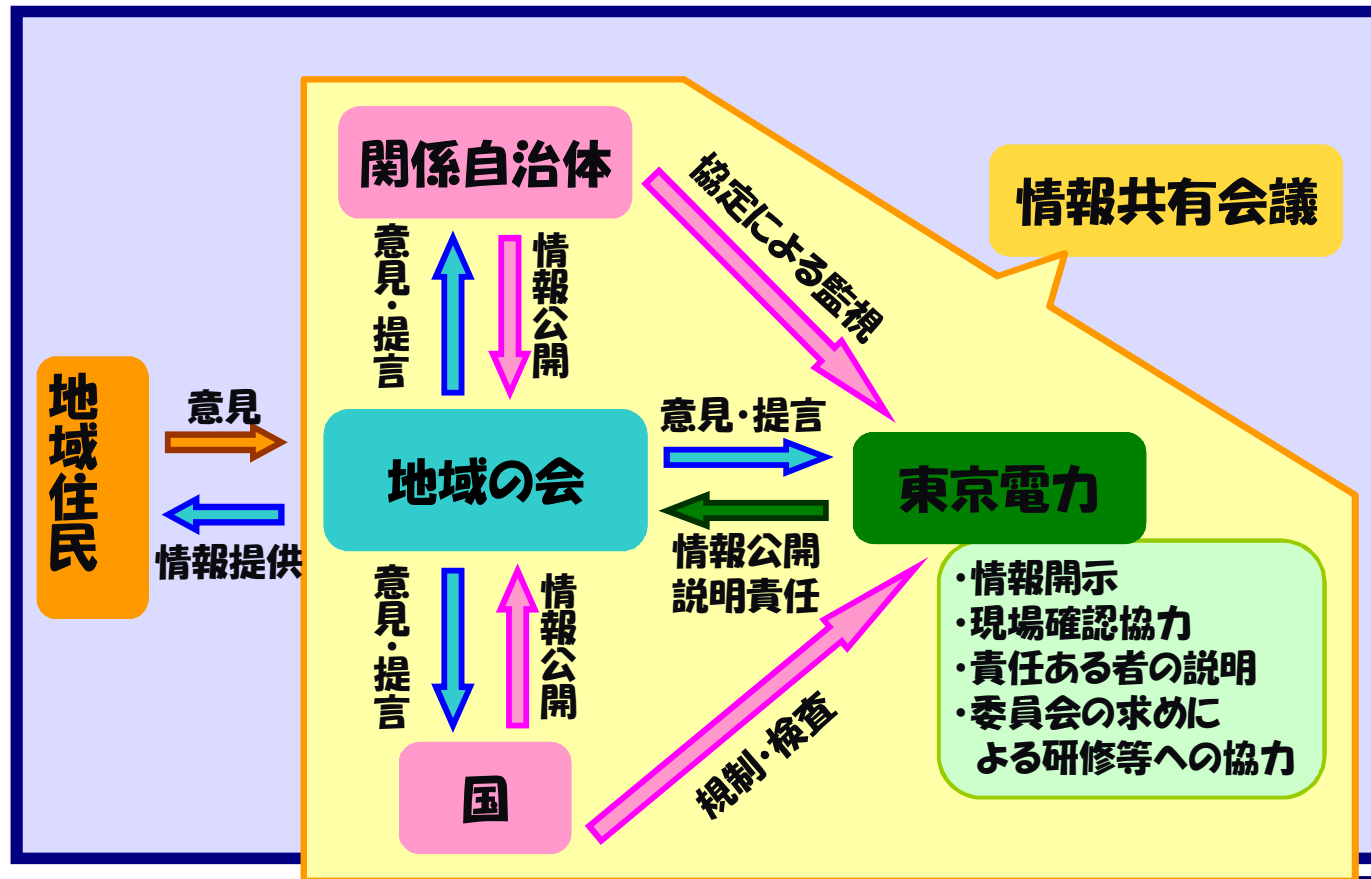 関係自治体
情報共有会議
協定による監視
意見・提言
情報公開
地域住民
意見
情報提供
地域の会
意見・提言
情報公開
説明責任
東京電力
・情報開示
・現場確認協力
・責任ある者の説明
・委員会の求めに
よる研修等への協力
意見・提言
情報公開
規制・検査
国